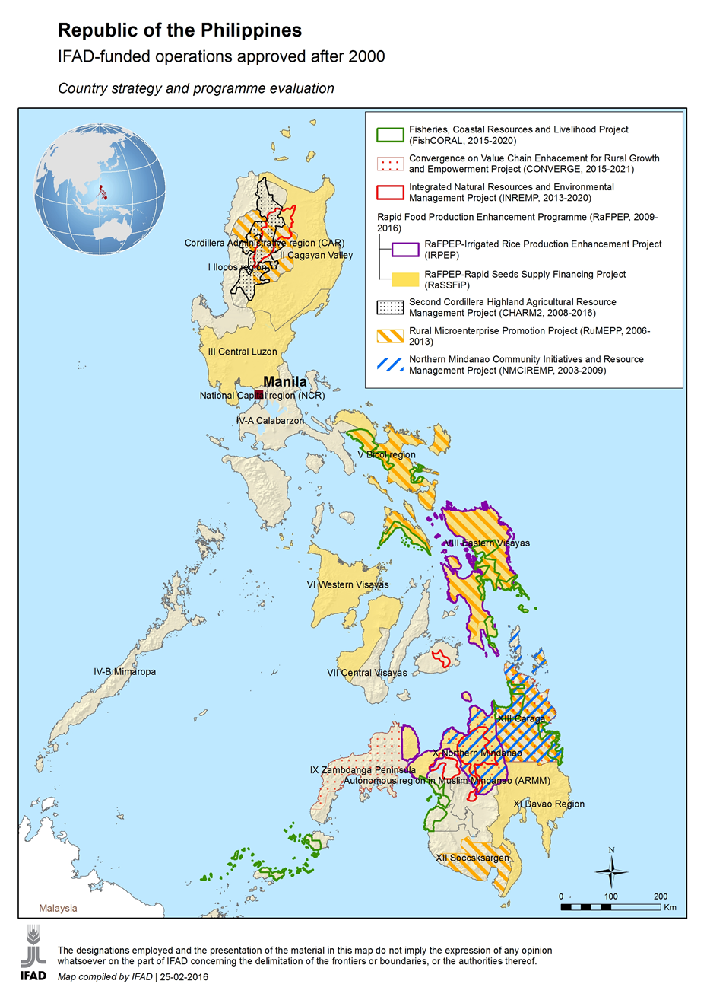 Republic of the Philippines
IFAD-funded operations approved after 2000
Country strategy and programme evaluation
Fisheries, Coastal Resources and Livelihood Project
(FishCORAL, 2015-2020)
Convergence on Value Chain Enhacement for Rural Growth
and Empowerment Project (CONVERGE, 2015-2021)
Integrated Natural Resources and Environmental
Management Project (INREMP, 2013-2020)
Rapid Food Production Enhancement Programme (RaFPEP, 2009-
2016)
RaFPEP-Irrigated Rice Production Enhancement Project
(IRPEP)
RaFPEP-Rapid Seeds Supply Financing Project
(RaSSFiP)
Second Cordillera Highland Agricultural Resource
Management Project (CHARM2, 2008-2016)
Rural Microenterprise Promotion Project (RuMEPP, 2006-
2013)
Northern Mindanao Community Initiatives and Resource
Management Project (NMCIREMP, 2003-2009)
Cordillera Administrative region (CAR)
II Cagayan Valley
I Ilocos region
III Central Luzon
Manila
National Capital region (NCR)
IV-A Calabarzon
V Bicol region
VIII Eastern Visayas
VI Western Visayas
IV-B Mimaropa
VII Central Visayas
XIII Caraga
X Northern Mindanao
IX Zamboanga Peninsula
Autonomous region in Muslim Mindanao (ARMM)
XI Davao Region
XII Soccsksargen
N
0 100 200
Km
Malaysia
The designations employed and the presentation of the material in this map do not imply the expression of any opinion
whatsoever on the part of IFAD concerning the delimitation of the frontiers or boundaries, or the authorities thereof.
IFAD
Map compiled by IFAD | 25-02-2016